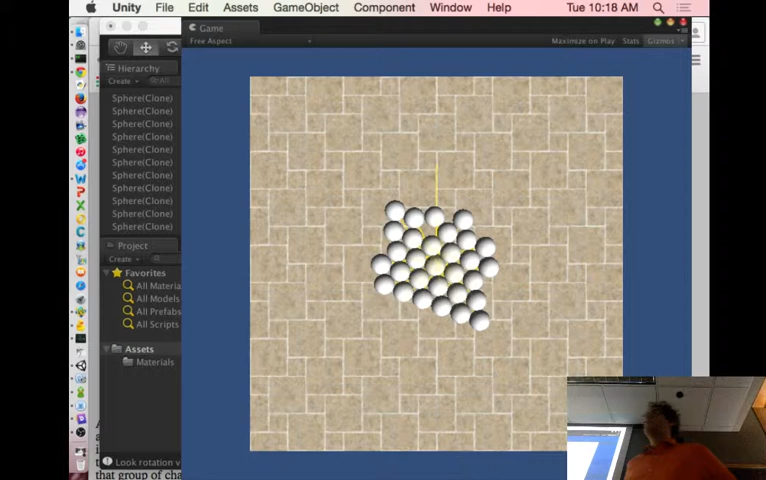 Unity File Edit Assets GameObject Component Window Help Tue 10:18 AM
Game
Free Aspect Maximize on Play Stats Gizmos
Hierarchy
Create
Sphere(Clone)
Sphere(Clone)
Sphere(Clone)
Sphere(Clone)
Sphere(Clone)
Sphere(Clone)
Sphere(Clone)
Sphere(Clone)
Sphere(Clone)
Sphere(Clone)
Sphere(Clone)
Project
Create
Favorites
All Materia
All Models
All Prefabs
All Scripts
Assets
Materials
Look rotation v
that group of cha